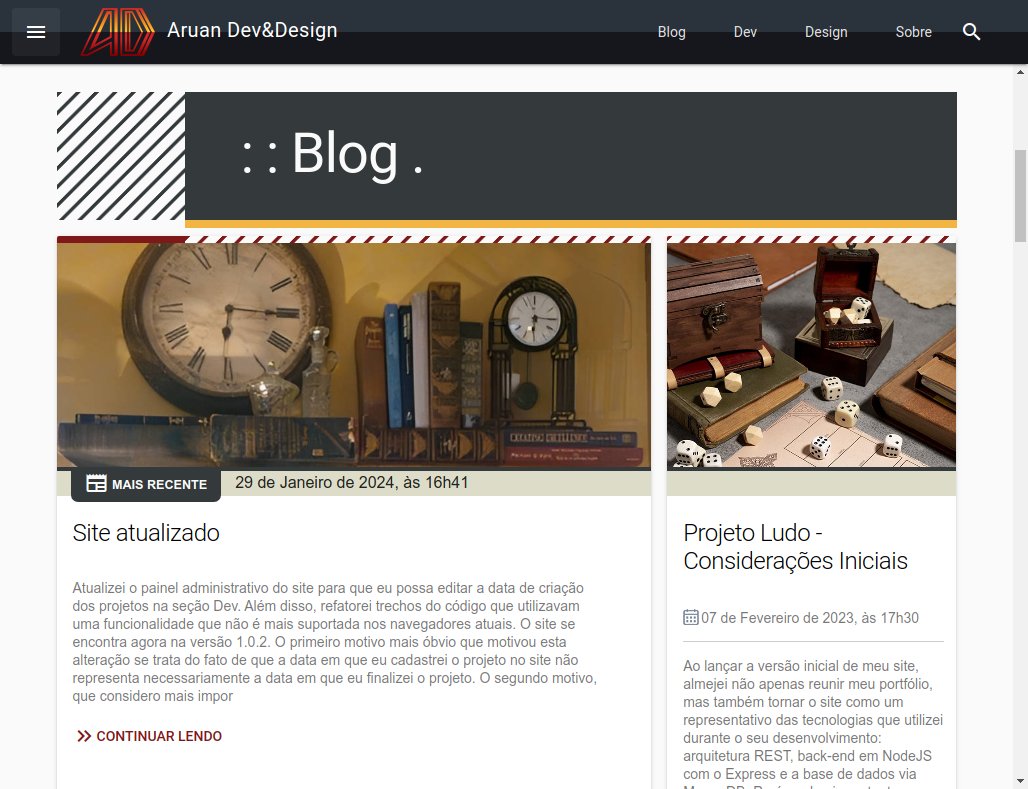 AD
Aruan Dev&Design
Blog
Dev
Design
Sobre
: : Blog .
MAIS RECENTE
29 de Janeiro de 2024, às 16h41
Site atualizado
Atualizei o painel administrativo do site para que eu possa editar a data de criação
dos projetos na seção Dev. Além disso, refatorei trechos do código que utilizavam
uma funcionalidade que não é mais suportada nos navegadores atuais. O site se
encontra agora na versão 1.0.2. O primeiro motivo mais óbvio que motivou esta
alteração se trata do fato de que a data em que eu cadastrei o projeto no site não
representa necessariamente a data em que eu finalizei o projeto. O segundo motivo,
que considero mais impor
CONTINUAR LENDO
Projeto Ludo -
Considerações Iniciais
07 de Fevereiro de 2023, às 17h30
Ao lançar a versão inicial de meu site,
almejei não apenas reunir meu portfólio,
mas também tornar o site como um
representativo das tecnologias que utilizei
durante o seu desenvolvimento:
arquitetura REST, back-end em NodeJS
com o Express e a base de dados via